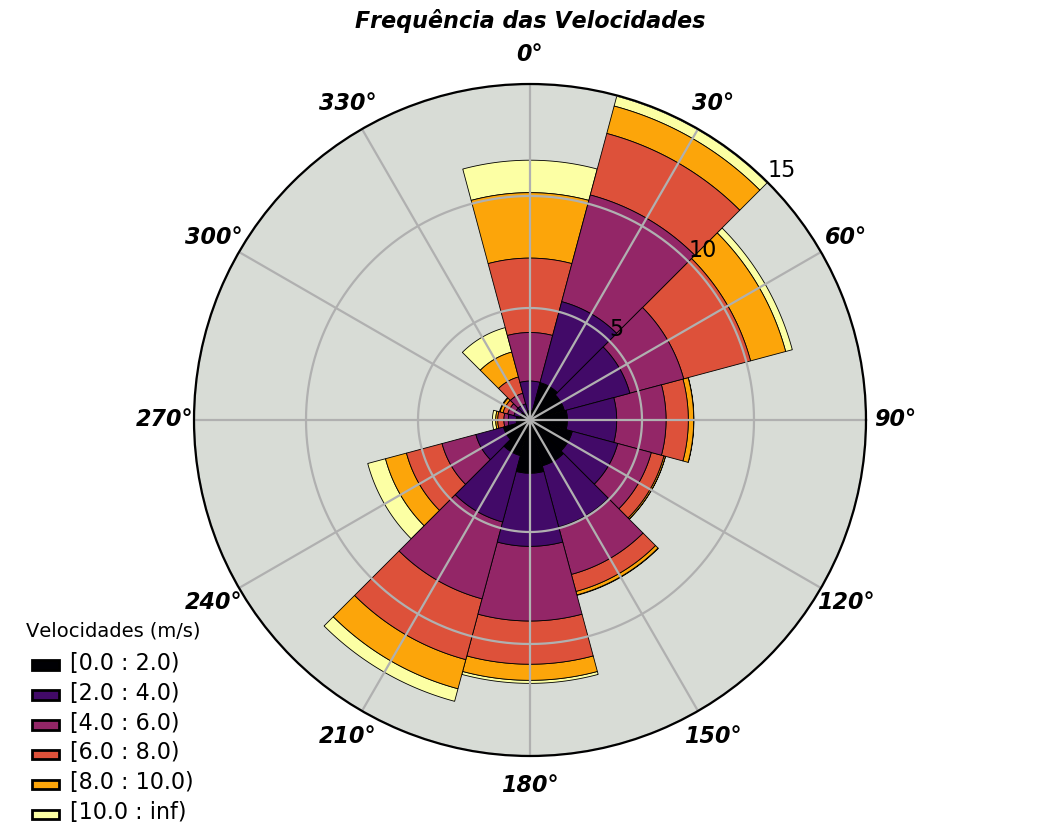 Frequência das Velocidades
0°
330°
30°
15
300°
60°
10
5
270°
90°
240°
120°
210°
150°
180°
Velocidades (m/s)
[0.0 : 2.0)
[2.0 : 4.0)
[4.0 : 6.0)
[6.0 : 8.0)
[8.0 : 10.0)
[10.0 : inf)